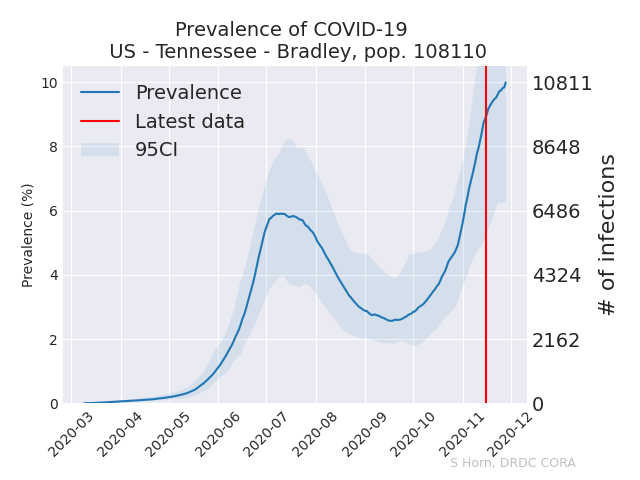 Prevalence of COVID-19
US - Tennessee - Bradley, pop. 108110
Prevalence
Latest data
95CI
Prevalence (%)
10
8
6
4
2
0
10811
8648
6486
4324
2162
0
# of infections
2020-03
2020-04
2020-05
2020-06
2020-07
2020-08
2020-09
2020-10
2020-11
2020-12
S Horn, DRDC CORA